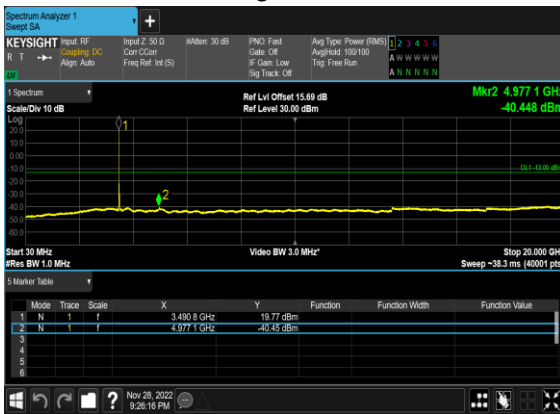 Spectrum Analyzer 1
Swept SA
KEYSIGHT Input: RF Input Z: 50 Ω #Atten: 30 dB PNO: Fast Avg Type: Power (RMS) 1 2 3 4 5 6
R T Coupling: DC Corr CCorr Gate: Off Avg|Hold: 100/100 A W W W W W
Align: Auto Freq Ref: Int (S) IF Gain: Low Trig: Free Run
LV Sig Track: Off A N N N N N
1 Spectrum Ref Lvl Offset 15.69 dB Mkr2 4.977 1 GHz
Scale/Div 10 dB Ref Level 30.00 dBm -40.448 dBm
Log
1
20.0
10.0
0.00
-10.0 DL1 -13.00 dBm
-20.0
-30.0 2
-40.0
-50.0
-60.0
Start 30 MHz Video BW 3.0 MHz* Stop 20.000 GHz
#Res BW 1.0 MHz Sweep ~38.3 ms (40001 pts)
5 Marker Table
Mode Trace Scale X Y Function Function Width Function Value
1 N 1 f 3.490 8 GHz 19.77 dBm
2 N 1 f 4.977 1 GHz -40.45 dBm
3
4
5
6
? Nov 28, 2022
9:26:16 PM